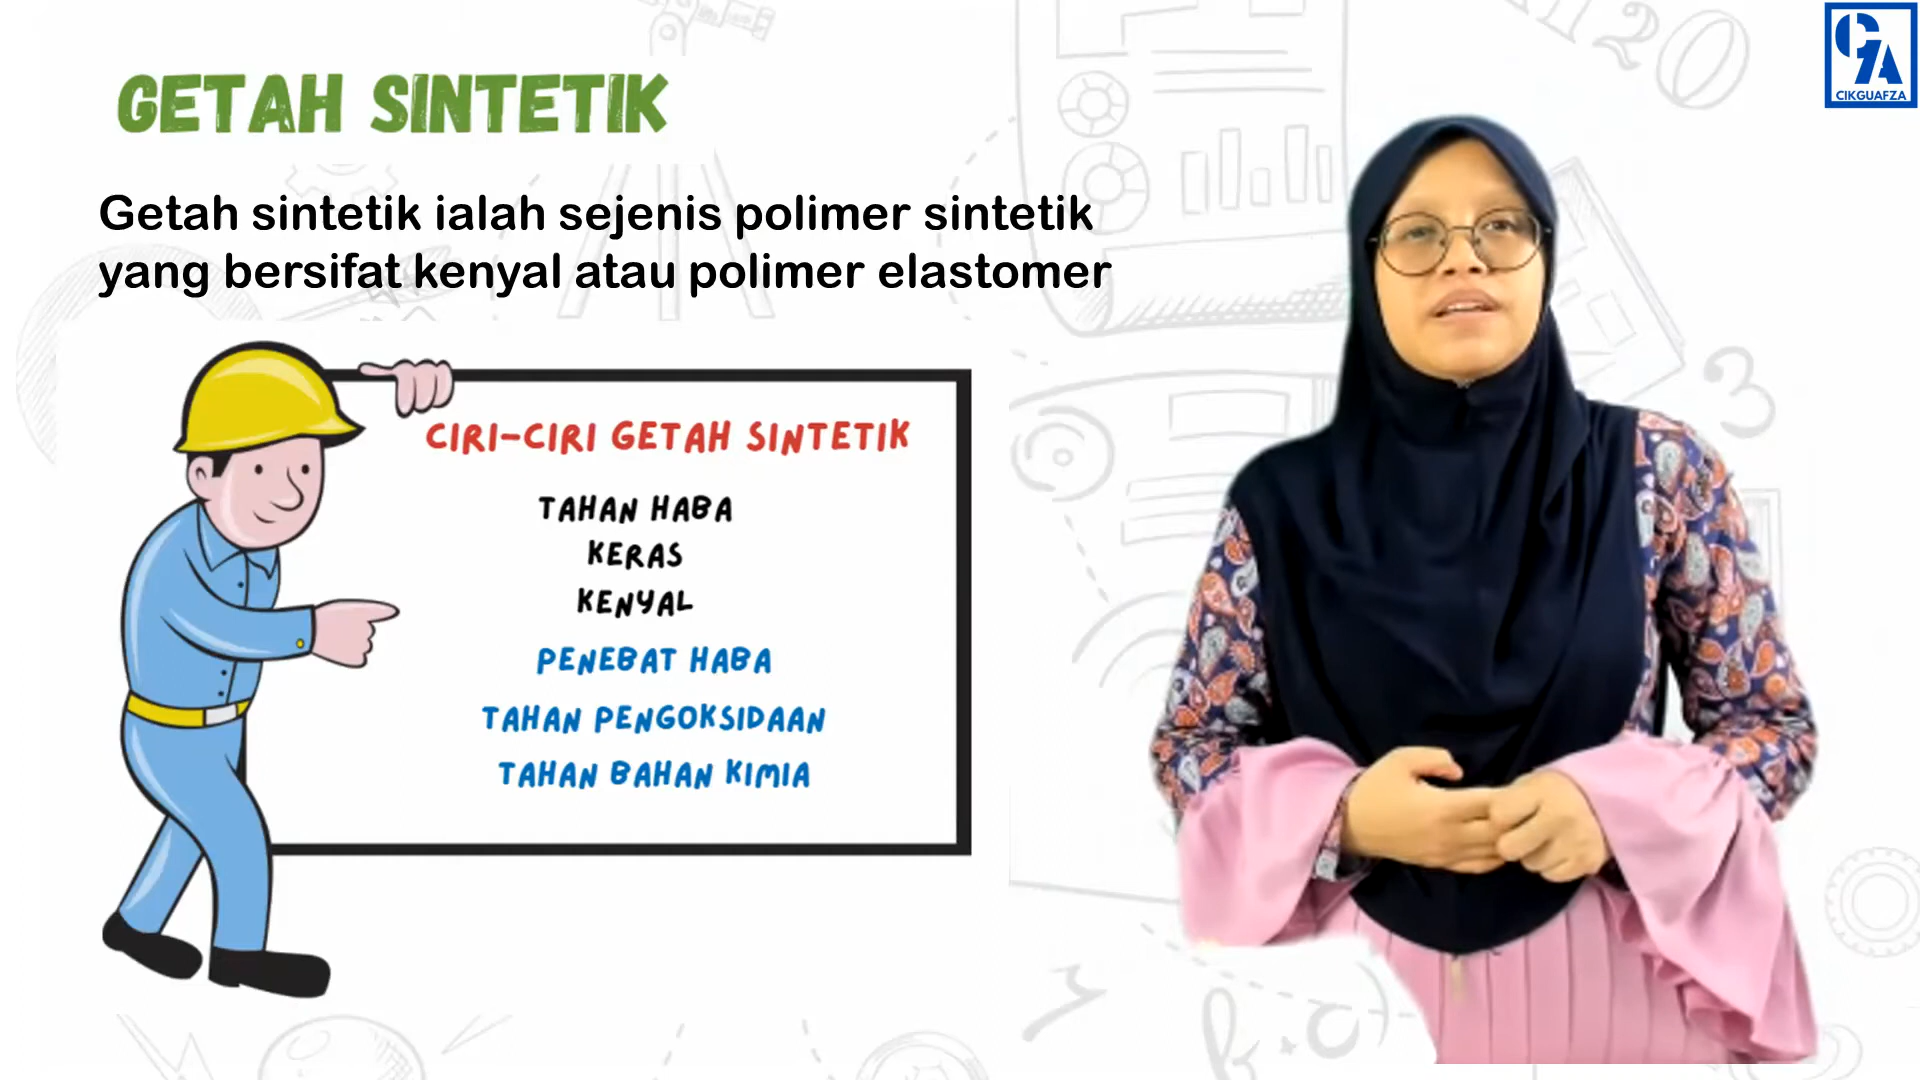 GETAH SINTETIK
Getah sintetik ialah sejenis polimer sintetik
yang bersifat kenyal atau polimer elastomer
CIRI-CIRI GETAH SINTETIK
TAHAN HABA
KERAS
KENYAL
PENEBAT HABA
TAHAN PENGOKSIDAAN
TAHAN BAHAN KIMIA
CIKGUAFZA